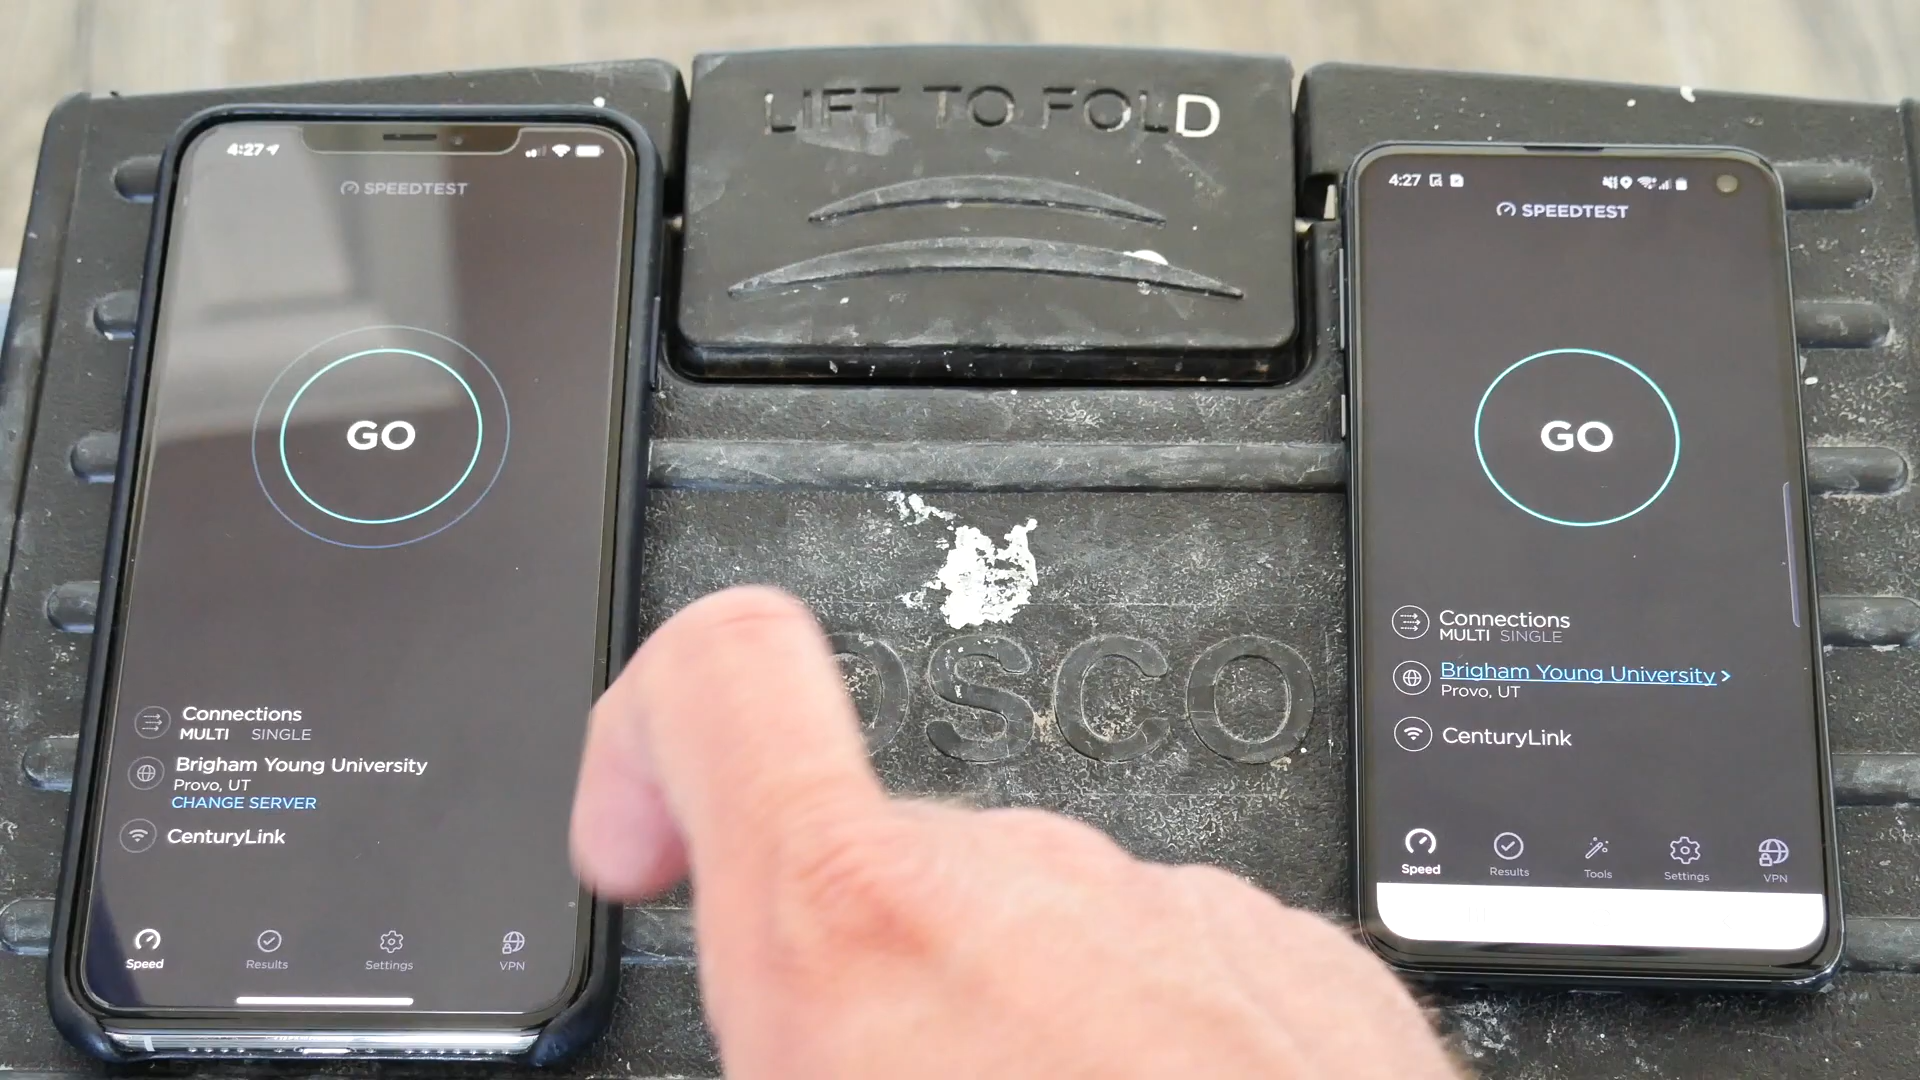 LIFT TO FOLD
OSCO
4:27
SPEEDTEST
GO
Connections
MULTI SINGLE
Brigham Young University
Provo, UT
CHANGE SERVER
CenturyLink
Speed
Results
Settings
VPN
4:27
SPEEDTEST
GO
Connections
MULTI SINGLE
Brigham Young University >
Provo, UT
CenturyLink
Speed
Results
Tools
Settings
VPN